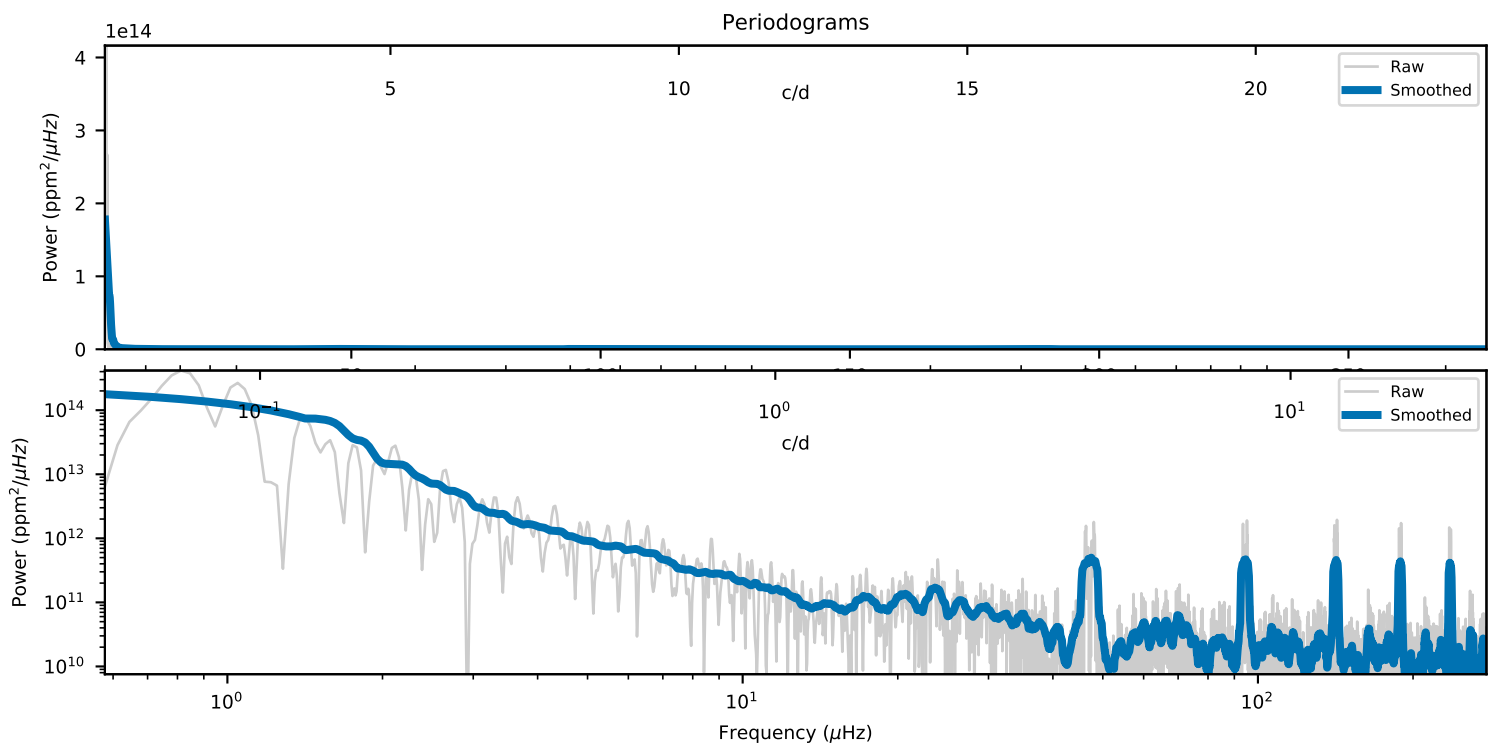 Periodograms
1e14
4
3
2
1
0
Power (ppm²/μHz)
5
10
15
20
c/d
Raw
Smoothed
10¹⁴
10¹³
10¹²
10¹¹
10¹⁰
Power (ppm²/μHz)
10⁻¹
10⁰
10¹
c/d
Raw
Smoothed
10⁰
10¹
10²
Frequency (μHz)